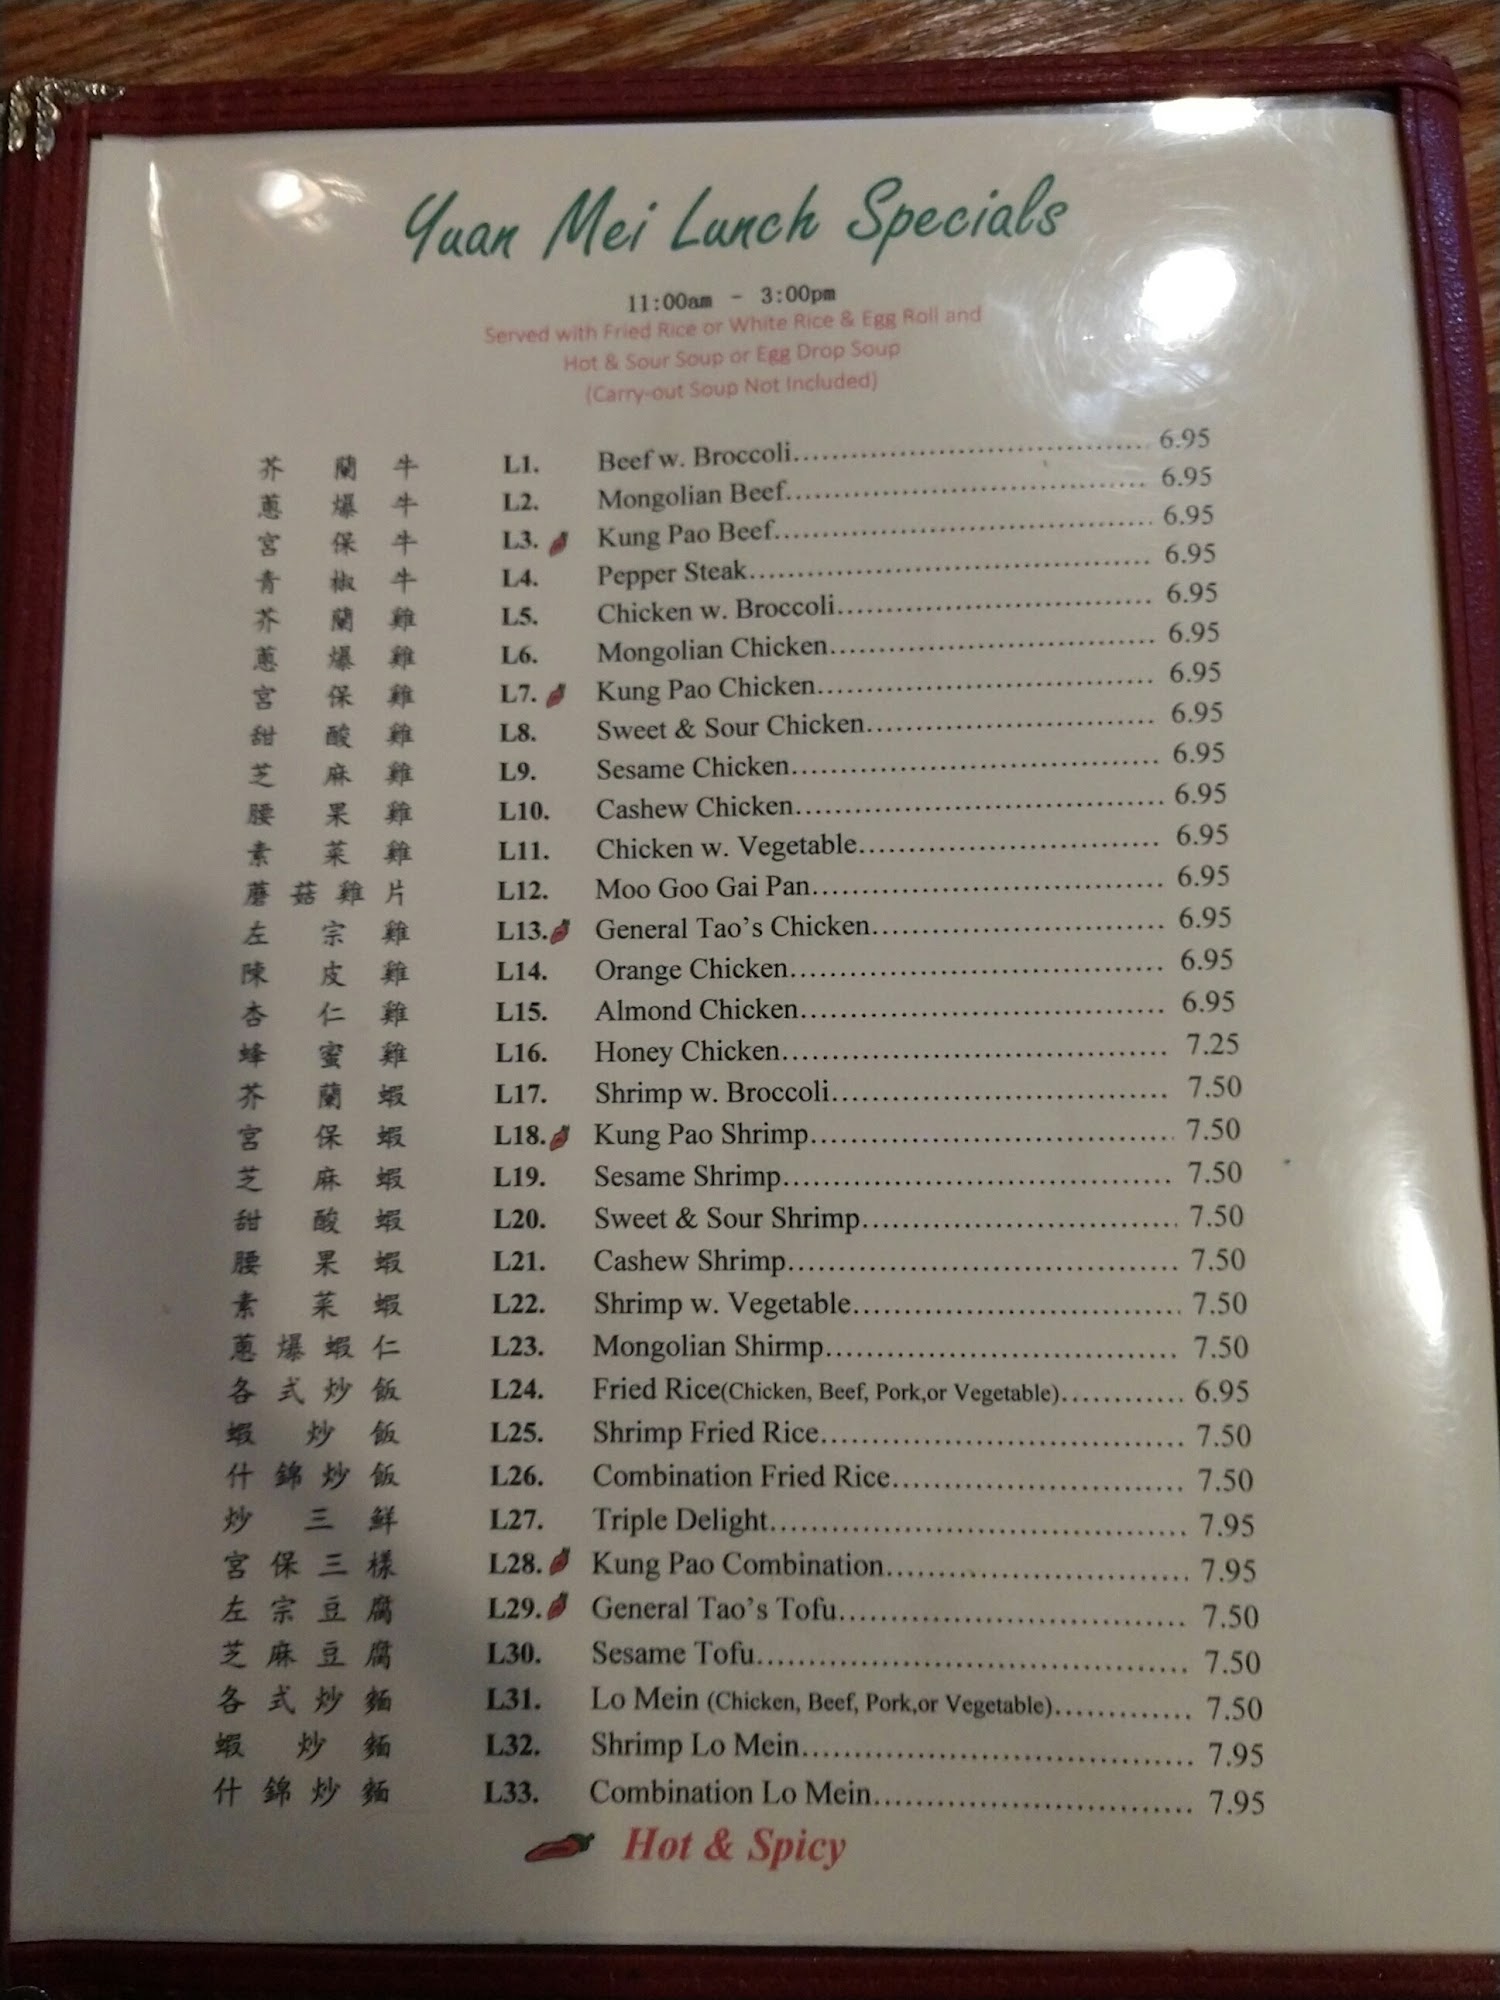 Yuan Mei Lunch Specials
11:00am - 3:00pm
Served with Fried Rice or White Rice & Egg Roll and
Hot & Sour Soup or Egg Drop Soup
(Carry-out Soup Not Included)
芥蘭牛 L1. Beef w. Broccoli 6.95
蔥爆牛 L2. Mongolian Beef 6.95
宮保牛 L3. Kung Pao Beef 6.95
青椒牛 L4. Pepper Steak 6.95
芥蘭雞 L5. Chicken w. Broccoli 6.95
蔥爆雞 L6. Mongolian Chicken 6.95
宮保雞 L7. Kung Pao Chicken 6.95
甜酸雞 L8. Sweet & Sour Chicken 6.95
芝麻雞 L9. Sesame Chicken 6.95
腰果雞 L10. Cashew Chicken 6.95
素菜雞 L11. Chicken w. Vegetable 6.95
蘑菇雞片 L12. Moo Goo Gai Pan 6.95
左宗雞 L13. General Tao's Chicken 6.95
陳皮雞 L14. Orange Chicken 6.95
杏仁雞 L15. Almond Chicken 6.95
蜂蜜雞 L16. Honey Chicken 7.25
芥蘭蝦 L17. Shrimp w. Broccoli 7.50
宮保蝦 L18. Kung Pao Shrimp 7.50
芝麻蝦 L19. Sesame Shrimp 7.50
甜酸蝦 L20. Sweet & Sour Shrimp 7.50
腰果蝦 L21. Cashew Shrimp 7.50
素菜蝦 L22. Shrimp w. Vegetable 7.50
蔥爆蝦仁 L23. Mongolian Shirmp 7.50
各式炒飯 L24. Fried Rice(Chicken, Beef, Pork,or Vegetable) 6.95
蝦炒飯 L25. Shrimp Fried Rice 7.50
什錦炒飯 L26. Combination Fried Rice 7.50
炒三鮮 L27. Triple Delight 7.95
宮保三樣 L28. Kung Pao Combination 7.95
左宗豆腐 L29. General Tao's Tofu 7.50
芝麻豆腐 L30. Sesame Tofu 7.50
各式炒麵 L31. Lo Mein (Chicken, Beef, Pork,or Vegetable) 7.50
蝦炒麵 L32. Shrimp Lo Mein 7.95
什錦炒麵 L33. Combination Lo Mein 7.95
Hot & Spicy